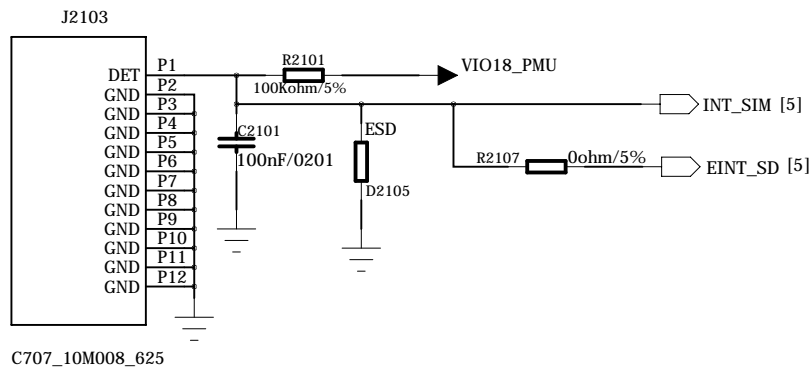 J2103
DET P1 R2101 VIO18_PMU
100Kohm/5%
GND P2
GND P3 INT_SIM [5]
GND P4 C2101 ESD
GND P5 100nF/0201 R2107 0ohm/5% EINT_SD [5]
GND P6
GND P7 D2105
GND P8
GND P9
GND P10
GND P11
GND P12
C707_10M008_625